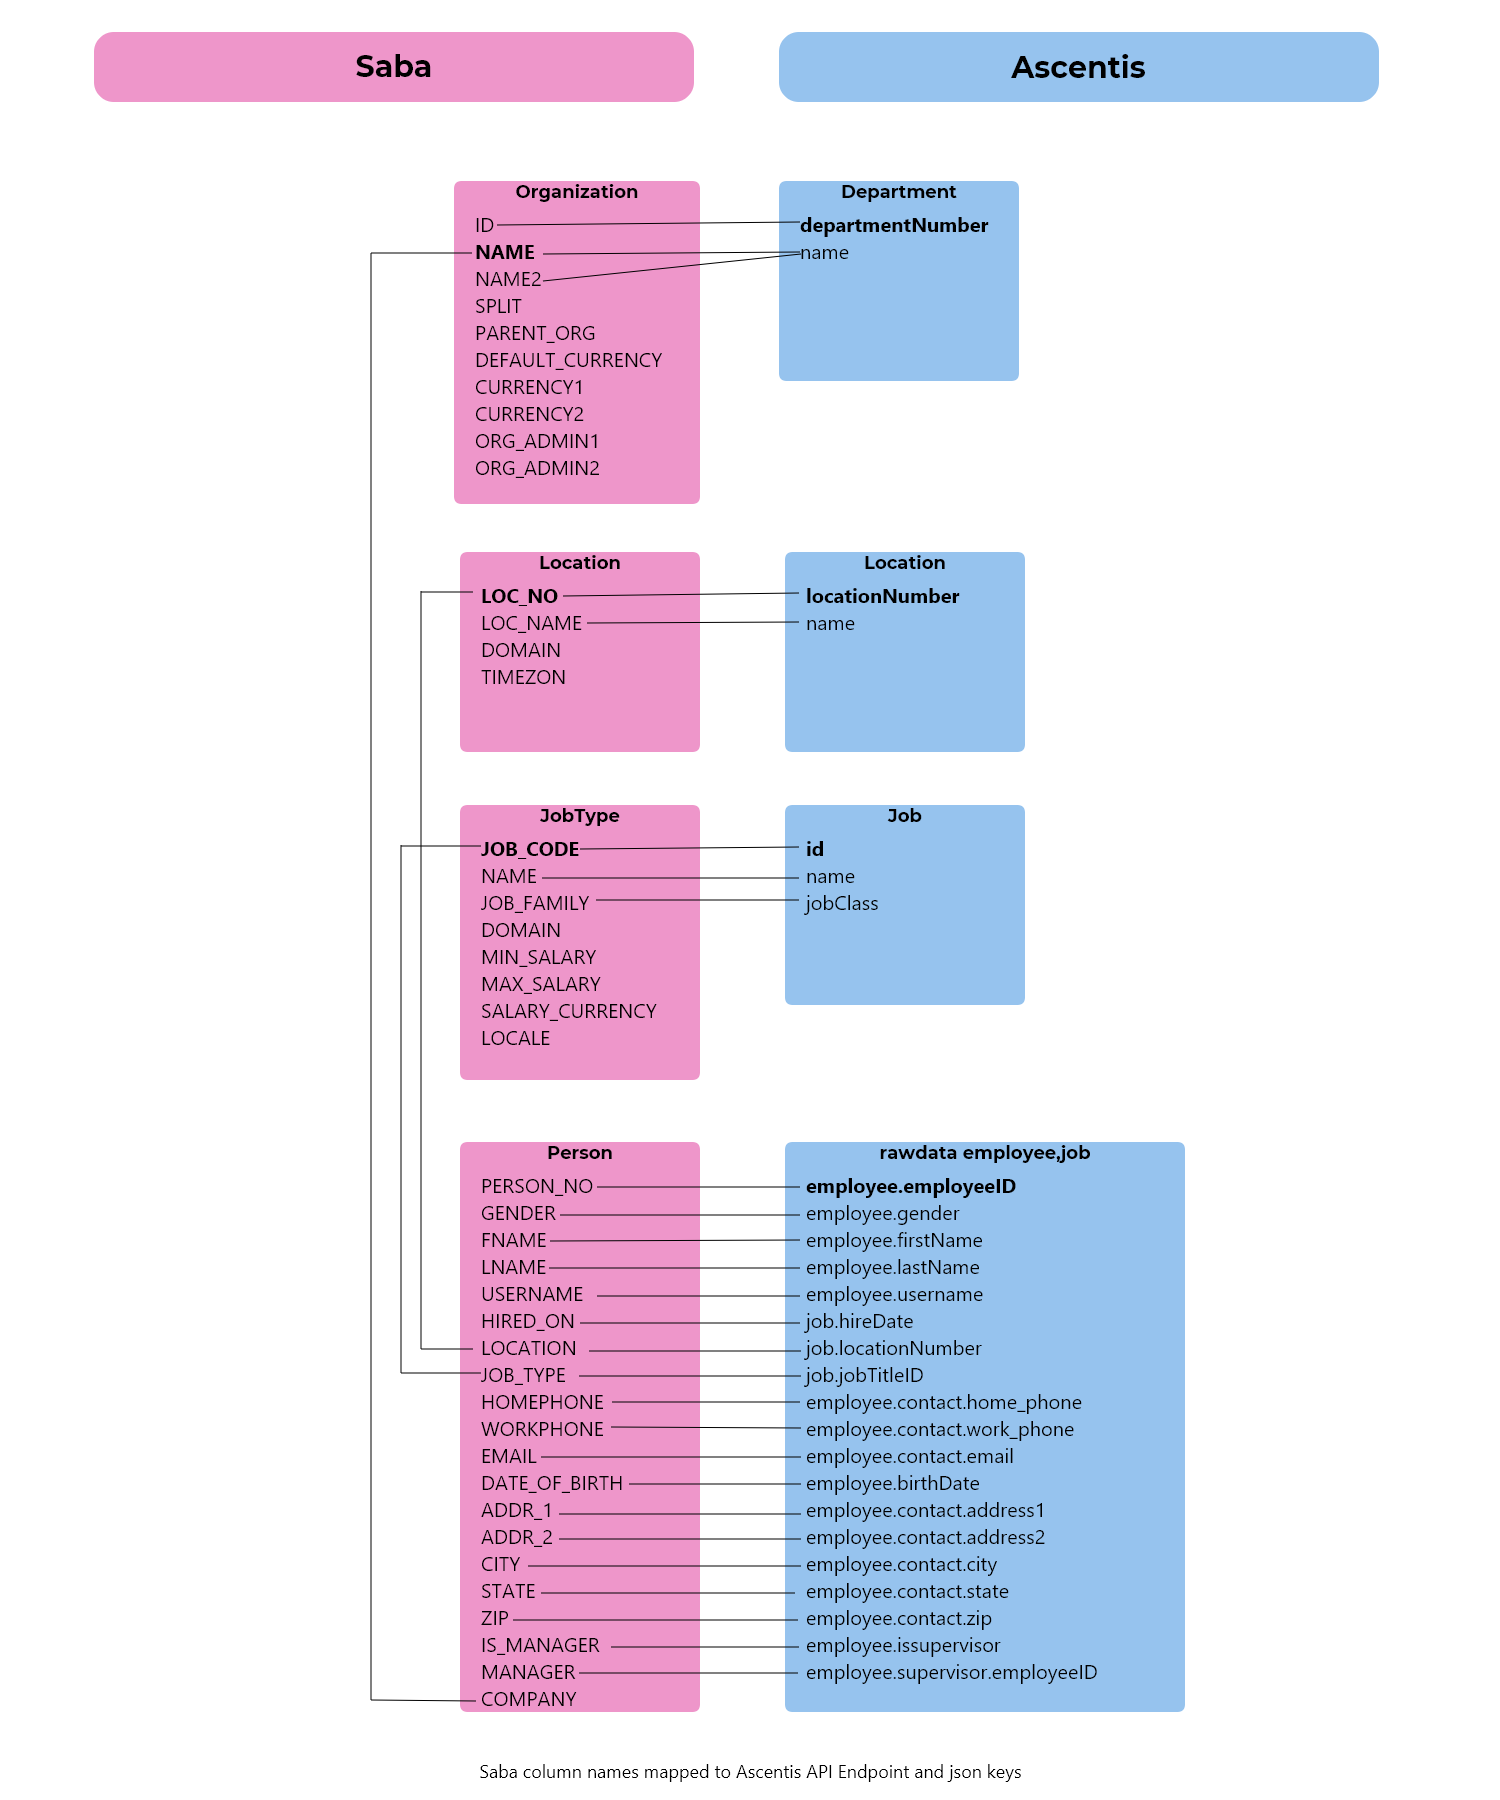 Saba
Ascentis
Organization
ID
NAME
NAME2
SPLIT
PARENT_ORG
DEFAULT_CURRENCY
CURRENCY1
CURRENCY2
ORG_ADMIN1
ORG_ADMIN2
Department
departmentNumber
name
Location
LOC_NO
LOC_NAME
DOMAIN
TIMEZON
Location
locationNumber
name
JobType
JOB_CODE
NAME
JOB_FAMILY
DOMAIN
MIN_SALARY
MAX_SALARY
SALARY_CURRENCY
LOCALE
Job
id
name
jobClass
Person
PERSON_NO
GENDER
FNAME
LNAME
USERNAME
HIRED_ON
LOCATION
JOB_TYPE
HOMEPHONE
WORKPHONE
EMAIL
DATE_OF_BIRTH
ADDR_1
ADDR_2
CITY
STATE
ZIP
IS_MANAGER
MANAGER
COMPANY
rawdata employee,job
employee.employeeID
employee.gender
employee.firstName
employee.lastName
employee.username
job.hireDate
job.locationNumber
job.jobTitleID
employee.contact.home_phone
employee.contact.work_phone
employee.contact.email
employee.birthDate
employee.contact.address1
employee.contact.address2
employee.contact.city
employee.contact.state
employee.contact.zip
employee.issupervisor
employee.supervisor.employeeID
Saba column names mapped to Ascentis API Endpoint and json keys